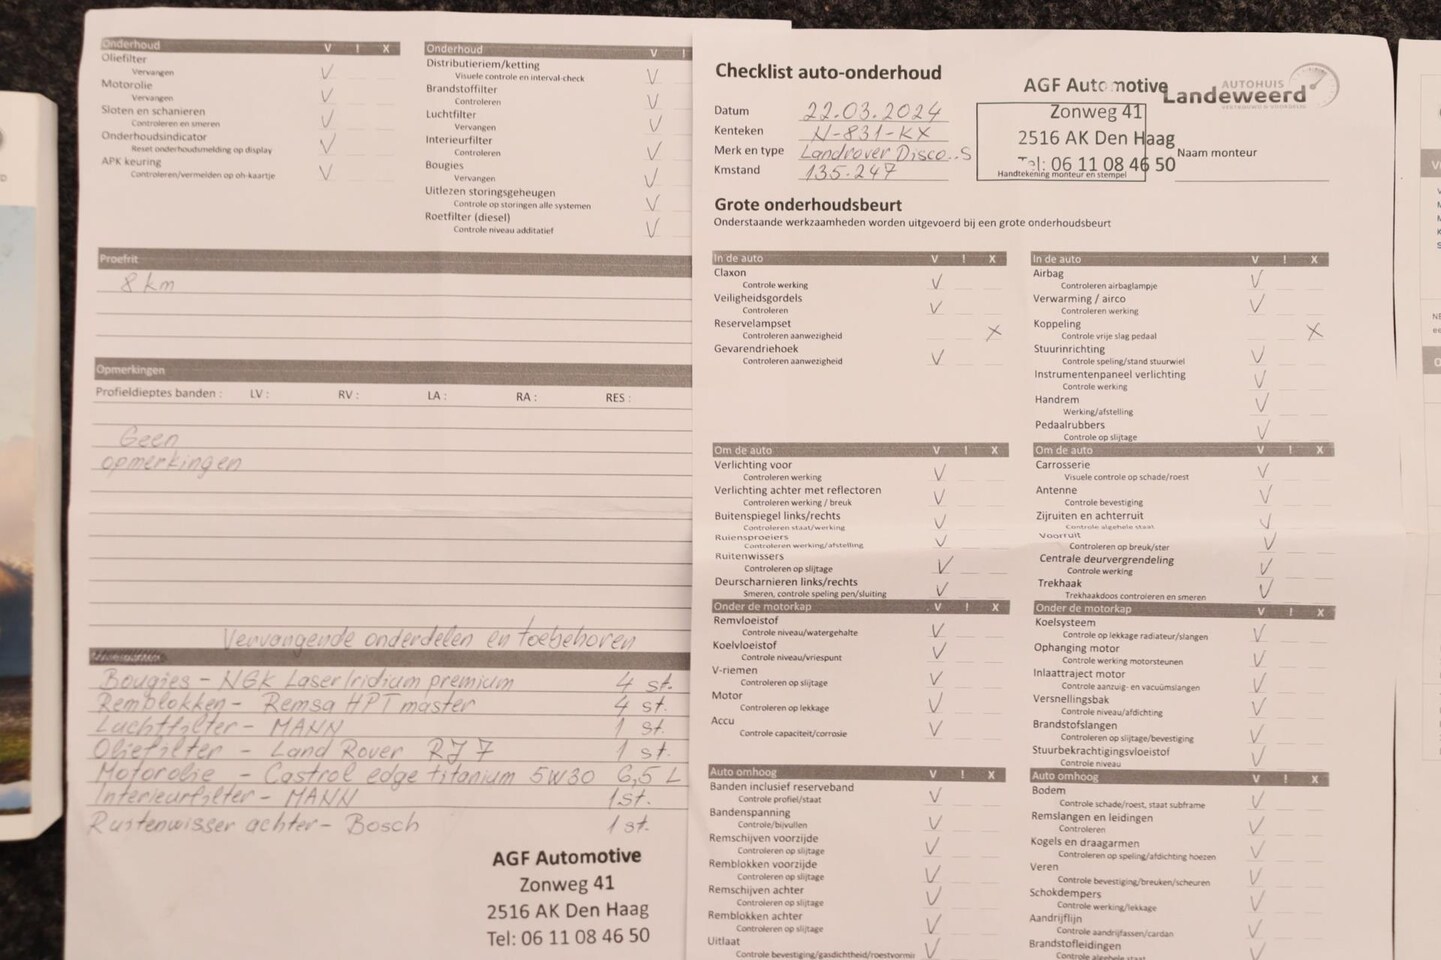 Onderhoud V ! X
Oliefilter
Vervangen V
Motorolie
Vervangen V
Sloten en schanieren
Controleren en smeren V
Onderhoudsindicator
Reset onderhoudsmelding op display V
APK keuring
Controleren/vermelden op oh-kaartje V
Onderhoud V !
Distributieriem/ketting
Visuele controle en interval-check V
Brandstoffilter
Controleren V
Luchtfilter
Vervangen V
Interieurfilter
Controleren V
Bougies
Vervangen V
Uitlezen storingsgeheugen
Controle op storingen alle systemen V
Roetfilter (diesel)
Controle niveau additatief V
Proefrit
8 km
Opmerkingen
Profieldieptes banden : LV : RV : LA : RA : RES :
Geen
opmerkingen
Vervangende onderdelen en toebehoren
Bougies - NGK Laser Iridium premium 4 st.
Remblokken - Remsa HPT master 4 st.
Luchtfilter - MANN 1 st.
Oliefilter - Land Rover RJ 7 1 st.
Motorolie - Castrol edge titanium 5W30 6,5 L
Interieurfilter - MANN 1 st.
Ruitenwisser achter - Bosch 1 st.
AGF Automotive
Zonweg 41
2516 AK Den Haag
Tel: 06 11 08 46 50
Checklist auto-onderhoud
Datum 22.03.2024
Kenteken N-831-KX
Merk en type Landrover Disco..S
Kmstand 135.247
AGF Automotive
Zonweg 41
2516 AK Den Haag
Tel: 06 11 08 46 50
Handtekening monteur en stempel
AUTOHUIS
Landeweerd
Naam monteur
Grote onderhoudsbeurt
Onderstaande werkzaamheden worden uitgevoerd bij een grote onderhoudsbeurt
In de auto V ! X
Claxon
Controle werking V
Veiligheidsgordels
Controleren V
Reservelampset
Controleren aanwezigheid X
Gevarendriehoek
Controleren aanwezigheid V
In de auto V ! X
Airbag
Controleren airbaglampje V
Verwarming / airco
Controleren werking V
Koppeling
Controle vrije slag pedaal X
Stuurinrichting
Controle speling/stand stuurwiel V
Instrumentenpaneel verlichting
Controle werking V
Handrem
Werking/afstelling V
Pedaalrubbers
Controle op slijtage V
Om de auto V ! X
Verlichting voor
Controleren werking V
Verlichting achter met reflectoren
Controleren werking / breuk V
Buitenspiegel links/rechts
Controleren staat/werking V
Ruiensproeiers
Controleren werking/afstelling V
Ruitenwissers
Controleren op slijtage V
Deurscharnieren links/rechts
Smeren, controle speling pen/sluiting V
Om de auto V ! X
Carrosserie
Visuele controle op schade/roest V
Antenne
Controle bevestiging V
Zijruiten en achterruit
Controle algehele staat V
Voorruit
Controleren op breuk/ster V
Centrale deurvergrendeling
Controle werking V
Trekhaak
Trekhaakdoos controleren en smeren V
Onder de motorkap V ! X
Remvloeistof
Controle niveau/watergehalte V
Koelvloeistof
Controle niveau/vriespunt V
V-riemen
Controle op slijtage V
Motor
Controle op lekkage V
Accu
Controle capaciteit/corrosie V
Onder de motorkap V ! X
Koelsysteem
Controle op lekkage radiateur/slangen V
Ophanging motor
Controle werking motorsteunen V
Inlaattraject motor
Controle aanzuig- en vacuümslangen V
Versnellingsbak
Controle niveau/afdichting V
Brandstofslangen
Controle op slijtage/bevestiging V
Stuurbekrachtigingsvloeistof
Controle niveau V
Auto omhoog V ! X
Banden inclusief reserveband
Controle profiel/staat V
Bandenspanning
Controle/bijvullen V
Remschijven voorzijde
Controleren op slijtage V
Remblokken voorzijde
Controleren op slijtage V
Remschijven achter
Controleren op slijtage V
Remblokken achter
Controleren op slijtage V
Uitlaat
Controle bevestiging/gasdichtheid/roestvormi V
Auto omhoog V ! X
Bodem
Controle schade/roest, staat subframe V
Remslangen en leidingen
Controleren V
Kogels en draagarmen
Controle op speling/afdichting hoezen V
Veren
Controle bevestiging/breuken/scheuren V
Schokdempers
Controle werking/lekkage V
Aandrijflijn
Controle aandrijfassen/cardan V
Brandstofleidingen
Controle algehele staat V